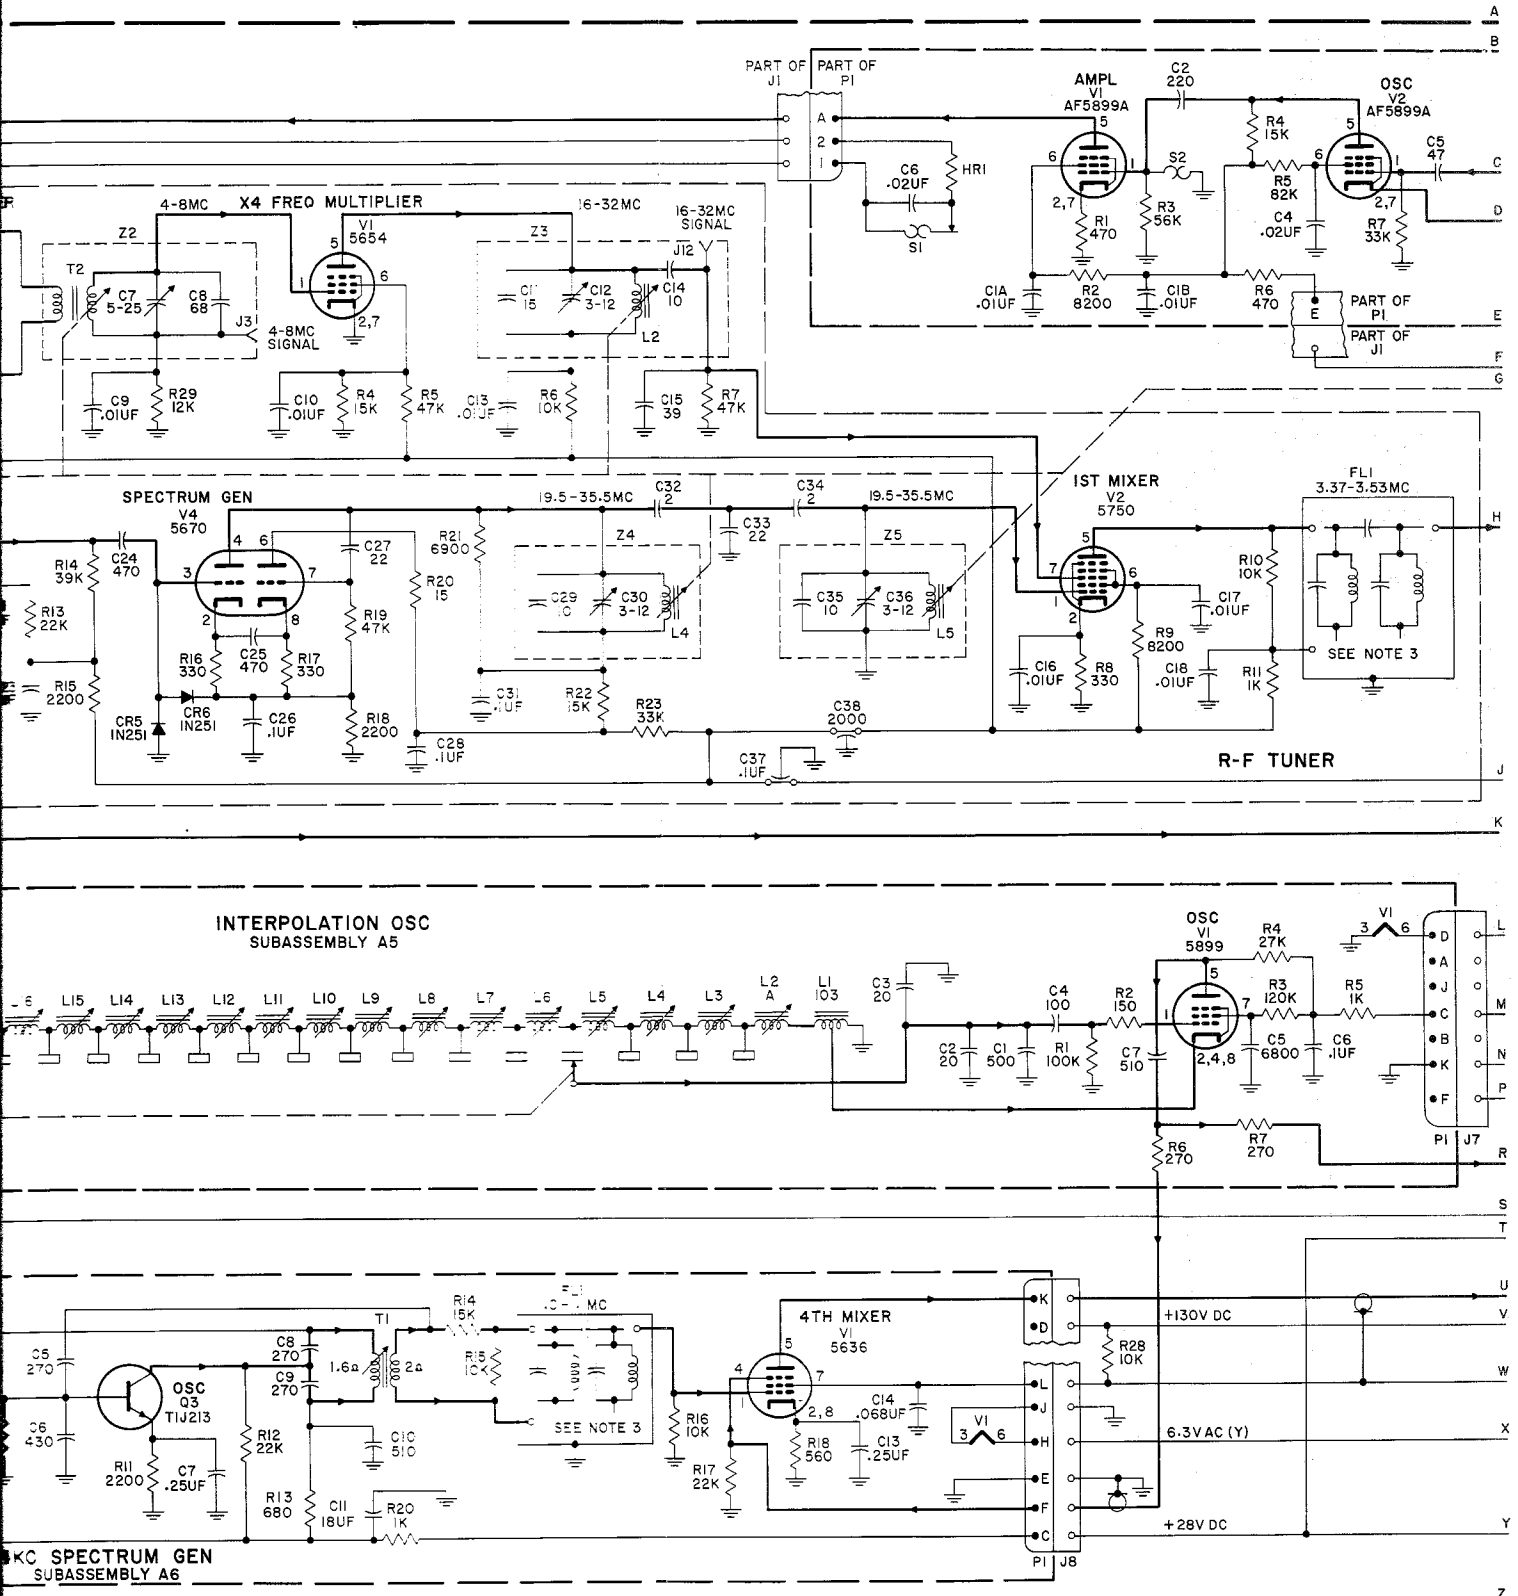 A
B
PART OF PART OF
J1 P1
AMPL
V1
AF5899A
C2
220
OSC
V2
AF5899A
A
2
1
HR1
C6
.02UF
S1
5
6
1
2,7
S2
R1
470
R3
56K
R4
15K
R5
82K
C4
.02UF
5
6
1
2,7
C5
47
R7
33K
C
D
C1A
.01UF
R2
8200
C1B
.01UF
R6
470
E
PART OF
P1
PART OF
J1
E
F
G
X4 FREQ MULTIPLIER
V1
5654
4-8MC
Z2
T2
C7
5-25
C8
68
J3
4-8MC
SIGNAL
5
1
6
2,7
16-32MC
Z3
16-32MC
SIGNAL
J12
15
C12
3-12
C14
10
L2
C9
.01UF
R29
12K
C10
.01UF
R4
15K
R5
47K
C13
.01UF
R6
10K
C15
39
R7
47K
SPECTRUM GEN
V4
5670
19.5-35.5MC
C32
2
C34
2
19.5-35.5MC
1ST MIXER
V2
5750
FL1
3.37-3.53MC
H
R14
39K
C24
470
4
6
3
7
2
8
C27
22
R21
6900
R20
15
Z4
C33
22
Z5
5
7
1
6
2
R10
10K
R13
22K
R15
2200
R16
330
C25
470
R17
330
R19
47K
C29
10
C30
3-12
L4
C35
10
C36
3-12
L5
C17
.01UF
R9
8200
C16
.01UF
R8
330
C18
.01UF
R11
1K
SEE NOTE 3
CR5
1N251
CR6
1N251
C26
.1UF
R18
2200
C28
.1UF
C31
.1UF
R22
15K
R23
33K
C38
2000
C37
.1UF
R-F TUNER
J
K
INTERPOLATION OSC
SUBASSEMBLY A5
OSC
V1
5899
R4
27K
3 V1 6
D
A
J
C
B
K
F
L
M
N
P
L15 L14 L13 L12 L11 L10 L9 L8 L7 L6 L5 L4 L3 L2
A
L1
103
C3
20
C2
20
C1
500
C4
100
R1
100K
R2
150
C7
510
5
1
7
2,4,8
R3
120K
R5
1K
C5
6800
C6
.1UF
P1 J7
R6
270
R7
270
R
S
T
MC
4TH MIXER
V1
5636
K
D
+130V DC
U
V
C5
270
C6
430
OSC
Q3
TIJ213
R11
2200
C7
.25UF
R12
22K
C8
270
C9
270
T1
1.6Ω
2Ω
R14
15K
R15
10K
SEE NOTE 3
C10
510
R13
680
C11
18UF
R20
1K
R16
10K
R17
22K
5
4
1
7
2,8
R18
560
C13
.25UF
C14
.068UF
3 V1 6
L
J
H
E
F
C
R28
10K
W
6.3VAC (Y)
X
+28V DC
Y
P1 J8
KC SPECTRUM GEN
SUBASSEMBLY A6
Z